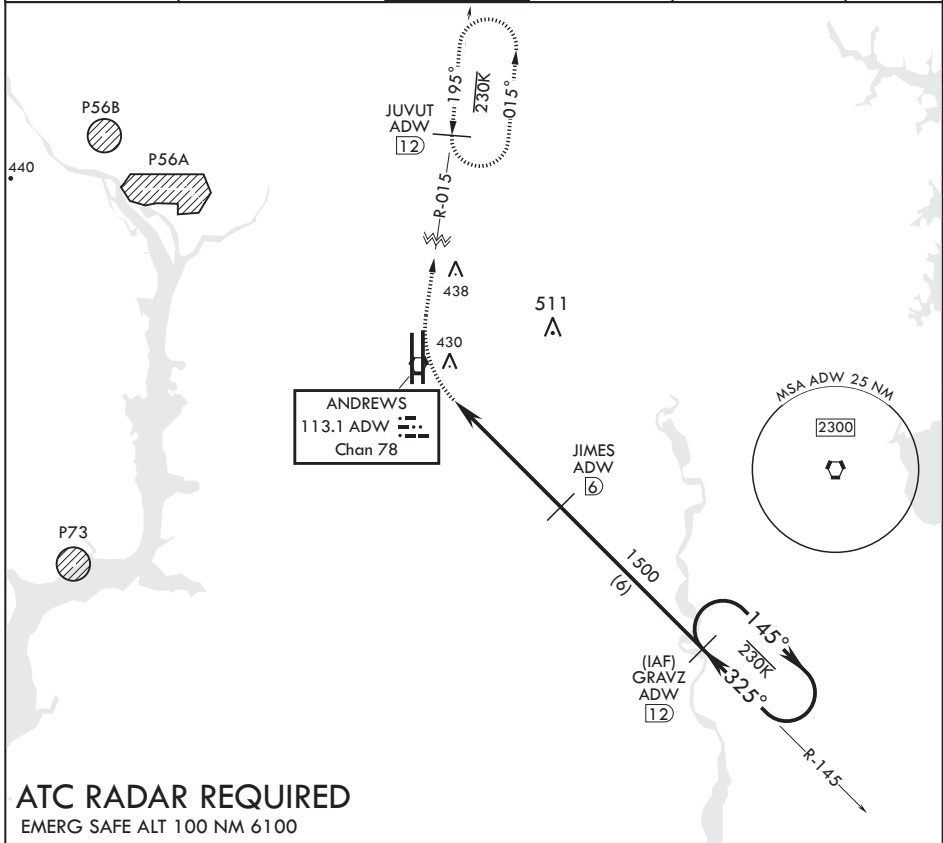 195°
230K
015°
JUVUT
ADW
12
P56B
P56A
440
R-015
438
511
430
ANDREWS
113.1 ADW
Chan 78
MSA ADW 25 NM
2300
JIMES
ADW
6
P73
1500
(6)
145°
230K
325°
(IAF)
GRAVZ
ADW
12
R-145
ATC RADAR REQUIRED
EMERG SAFE ALT 100 NM 6100